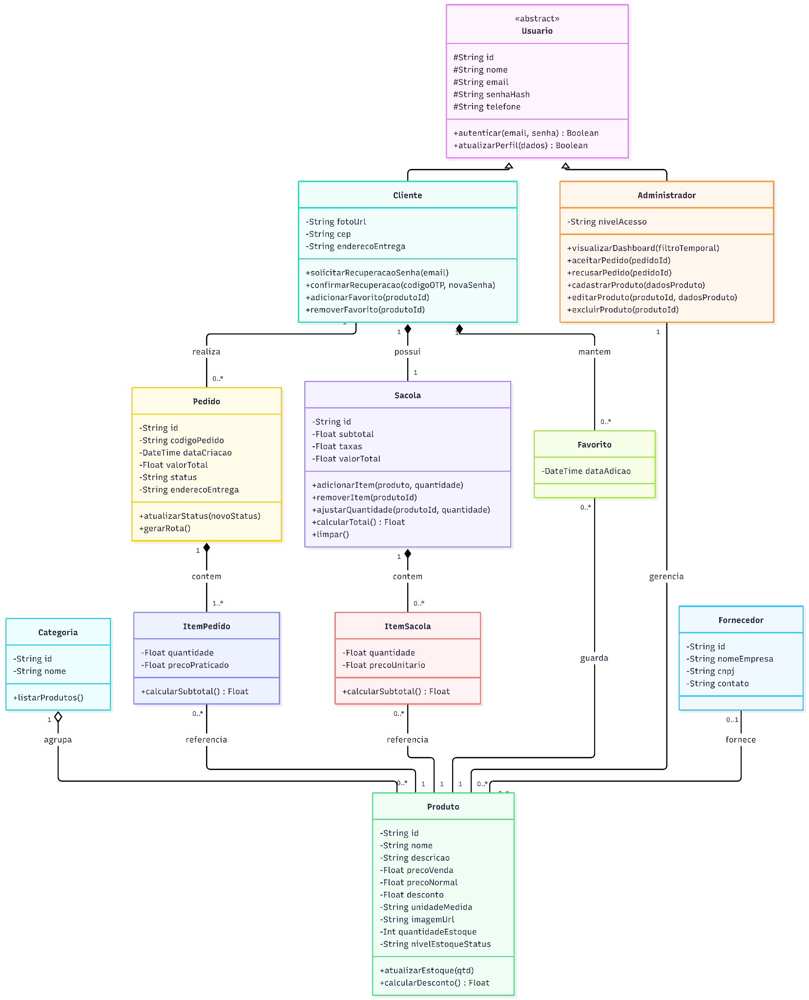 «abstract»
Usuario
#String id
#String nome
#String email
#String senhaHash
#String telefone
+autenticar(email, senha) : Boolean
+atualizarPerfil(dados) : Boolean
Cliente
-String fotoUrl
-String cep
-String enderecoEntrega
+solicitarRecuperacaoSenha(email)
+confirmarRecuperacao(codigoOTP, novaSenha)
+adicionarFavorito(produtoId)
+removerFavorito(produtoId)
Administrador
-String nivelAcesso
+visualizarDashboard(filtroTemporal)
+aceitarPedido(pedidoId)
+recusarPedido(pedidoId)
+cadastrarProduto(dadosProduto)
+editarProduto(produtoId, dadosProduto)
+excluirProduto(produtoId)
1
1
1
1
realiza
possui
mantem
0..*
1
0..*
Pedido
-String id
-String codigoPedido
-DateTime dataCriacao
-Float valorTotal
-String status
-String enderecoEntrega
+atualizarStatus(novoStatus)
+gerarRota()
Sacola
-String id
-Float subtotal
-Float taxas
-Float valorTotal
+adicionarItem(produto, quantidade)
+removerItem(produtoId)
+ajustarQuantidade(produtoId, quantidade)
+calcularTotal() : Float
+limpar()
Favorito
-DateTime dataAdicao
0..*
1
1
contem
contem
gerencia
1..*
0..*
Categoria
-String id
-String nome
+listarProdutos()
ItemPedido
-Float quantidade
-Float precoPraticado
+calcularSubtotal() : Float
ItemSacola
-Float quantidade
-Float precoUnitario
+calcularSubtotal() : Float
guarda
Fornecedor
-String id
-String nomeEmpresa
-String cnpj
-String contato
1
0..*
0..*
0..1
agrupa
referencia
referencia
fornece
0..*
1
1
1
0..*
0..*
Produto
-String id
-String nome
-String descricao
-Float precoVenda
-Float precoNormal
-Float desconto
-String unidadeMedida
-String imagemUrl
-Int quantidadeEstoque
-String nivelEstoqueStatus
+atualizarEstoque(qtd)
+calcularDesconto() : Float